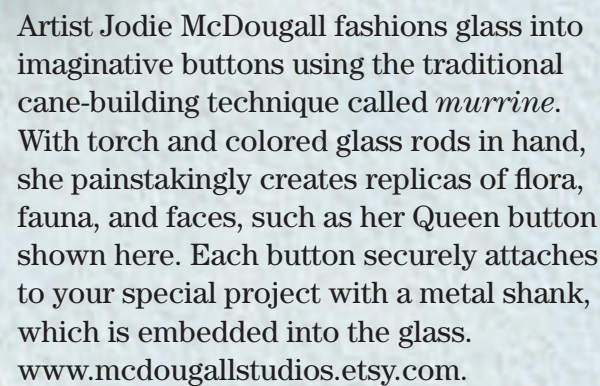 Artist Jodie McDougall fashions glass into
imaginative buttons using the traditional
cane-building technique called murrine.
With torch and colored glass rods in hand,
she painstakingly creates replicas of flora,
fauna, and faces, such as her Queen button
shown here. Each button securely attaches
to your special project with a metal shank,
which is embedded into the glass.
www.mcdougallstudios.etsy.com.